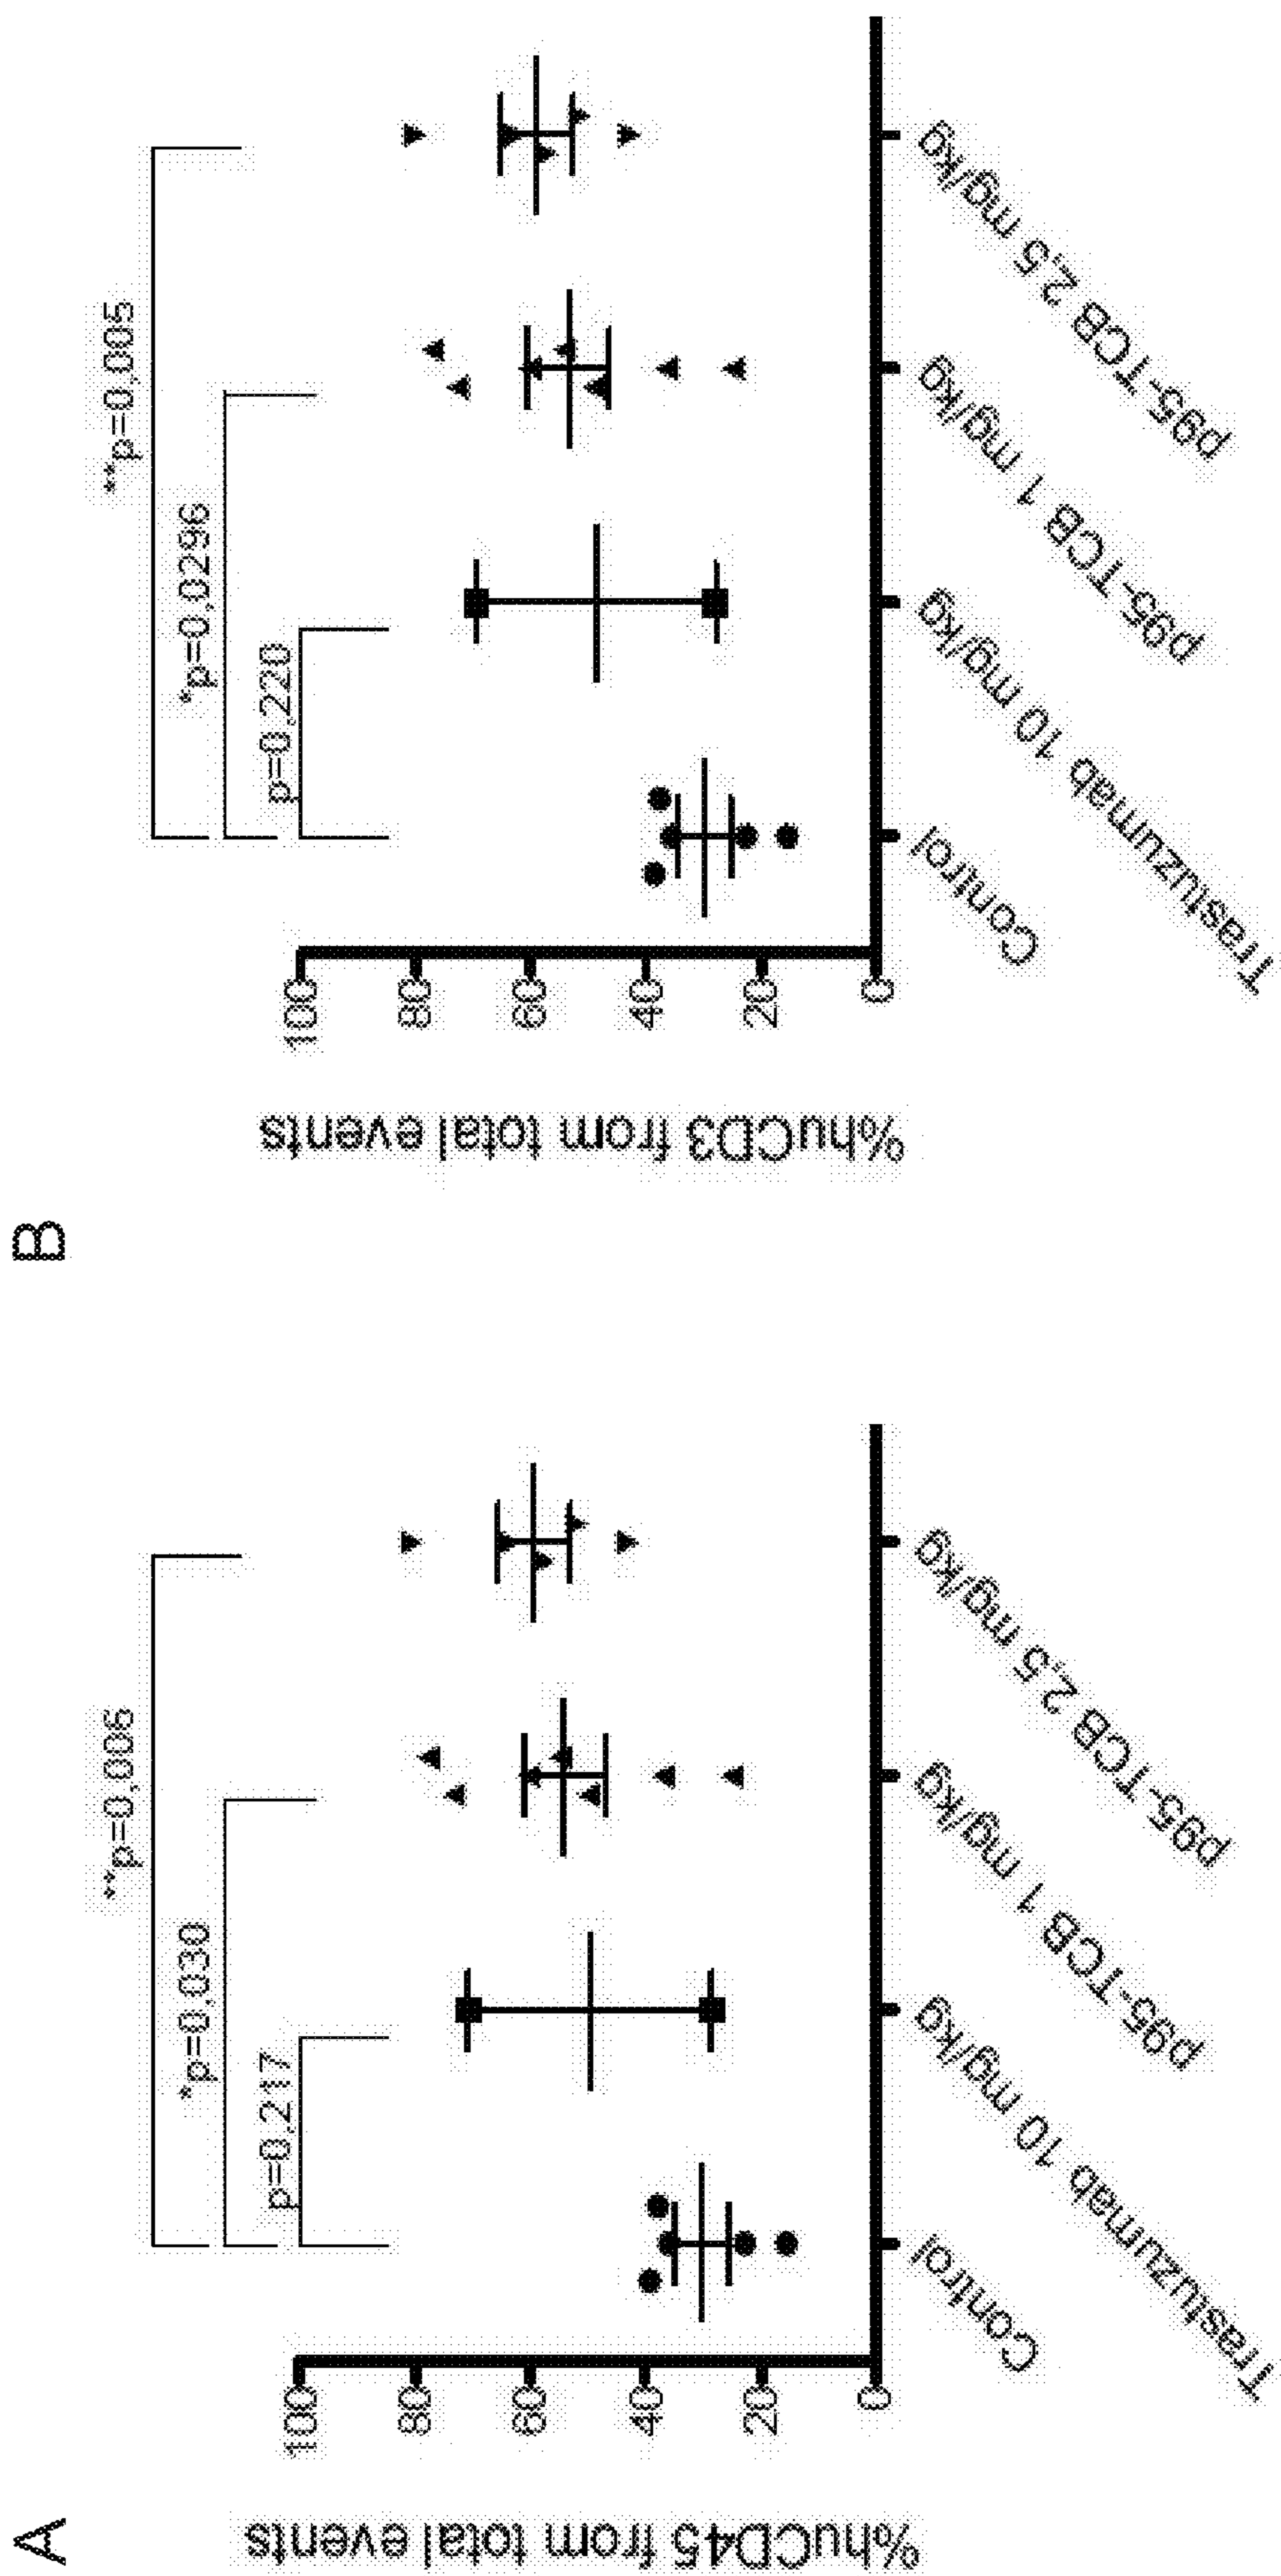 A
%huCD45 from total events
100
80
60
40
20
0
**p=0,006
*p=0,030
p=0,217
Control
Trastuzumab 10 mg/kg
p95-TCB 1 mg/kg
p95-TCB 2,5 mg/kg
B
%huCD3 from total events
100
80
60
40
20
0
**p=0,005
*p=0,0296
p=0,220
Control
Trastuzumab 10 mg/kg
p95-TCB 1 mg/kg
p95-TCB 2,5 mg/kg